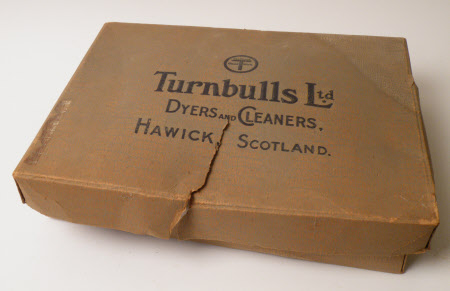 Turnbulls Ltd.
DYERS AND CLEANERS,
HAWICK, SCOTLAND.